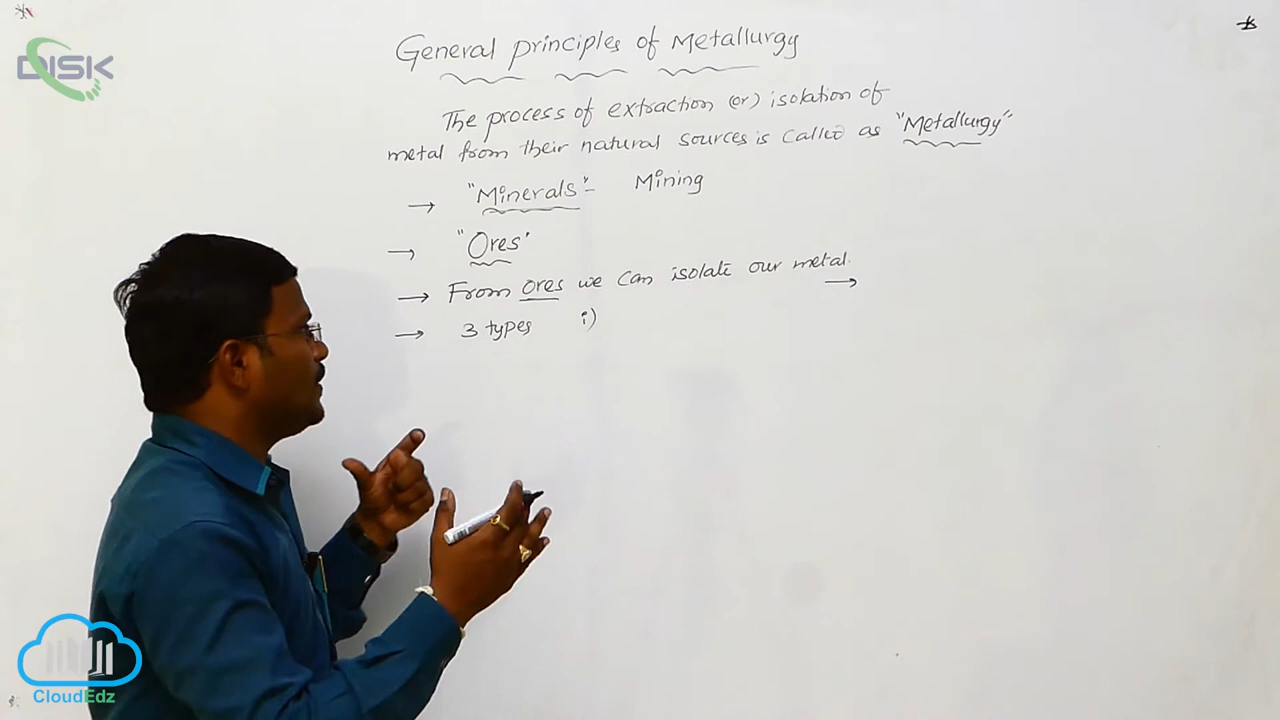 DISK
General principles of Metallurgy
The process of extraction (or) isolation of
metal from their natural sources is called as "Metallurgy"
→ "Minerals" - Mining
→ "Ores"
→ From ores we can isolate our metal.
→
→ 3 types i)
CloudEdz